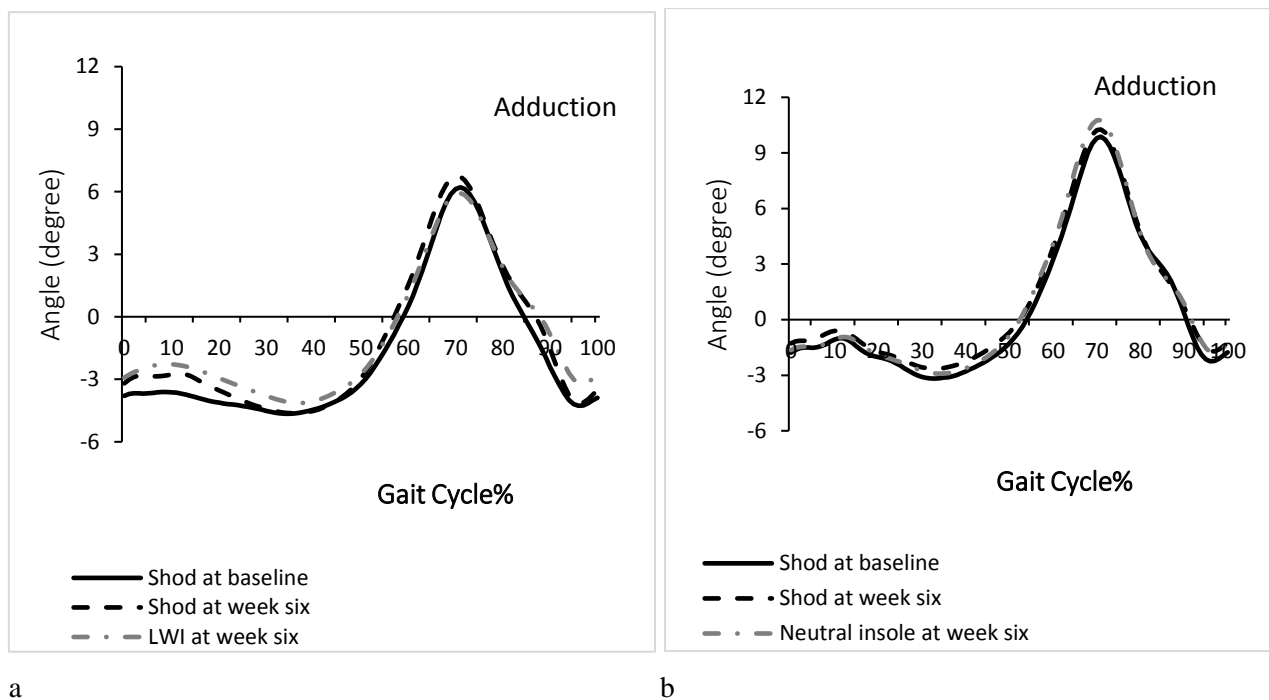 12
9
6
3
0
-3
-6
Angle (degree)
Adduction
0 10 20 30 40 50 60 70 80 90 100
Gait Cycle%
Shod at baseline
Shod at week six
LWI at week six
a
12
9
6
3
0
-3
-6
Angle (degree)
Adduction
0 10 20 30 40 50 60 70 80 90 100
Gait Cycle%
Shod at baseline
Shod at week six
Neutral insole at week six
b